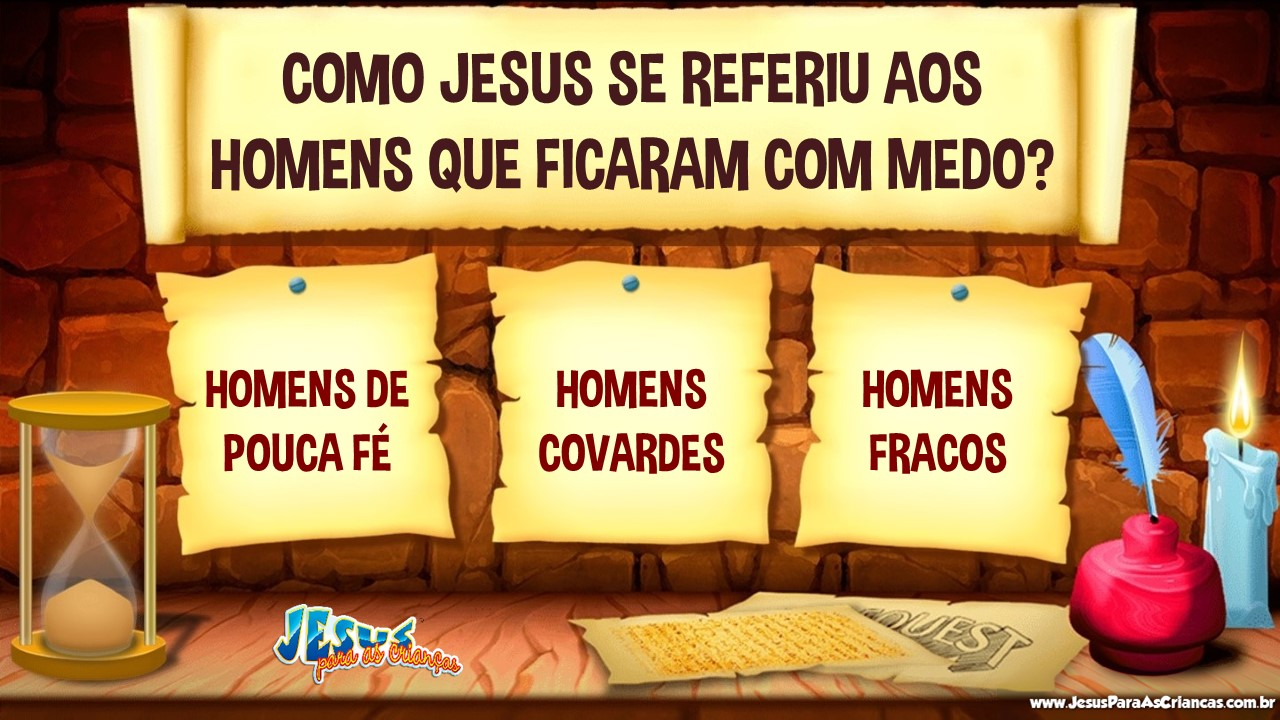 COMO JESUS SE REFERIU AOS
HOMENS QUE FICARAM COM MEDO?
HOMENS DE
POUCA FÉ
HOMENS
COVARDES
HOMENS
FRACOS
JESUS
para as crianças
QUEST
www.JesusParaAsCriancas.com.br